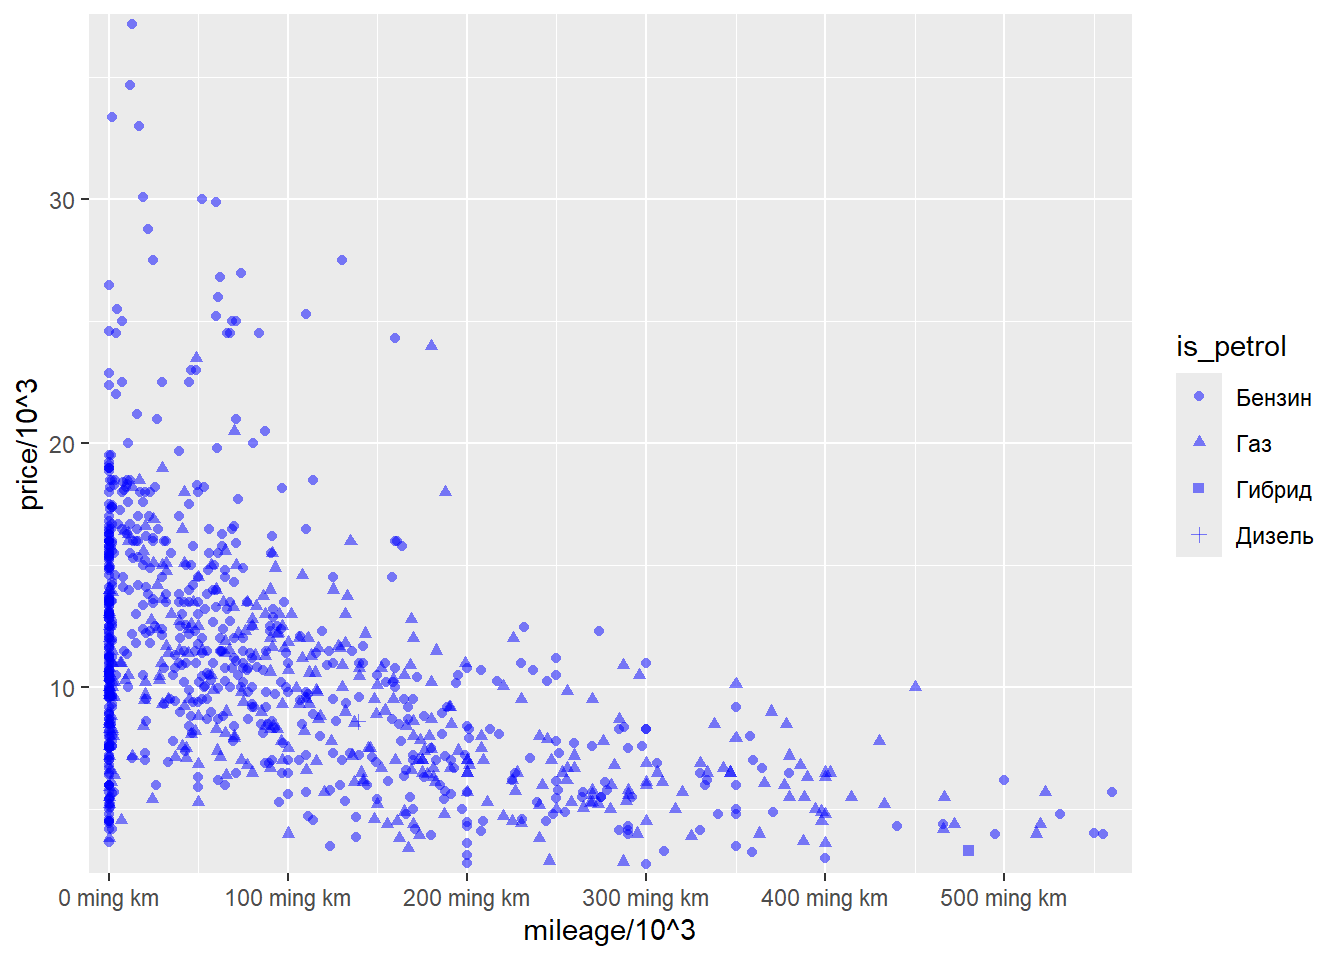 30
20
10
price/10^3
0 ming km
100 ming km
200 ming km
300 ming km
400 ming km
500 ming km
mileage/10^3
is_petrol
Бензин
Газ
Гибрид
Дизель